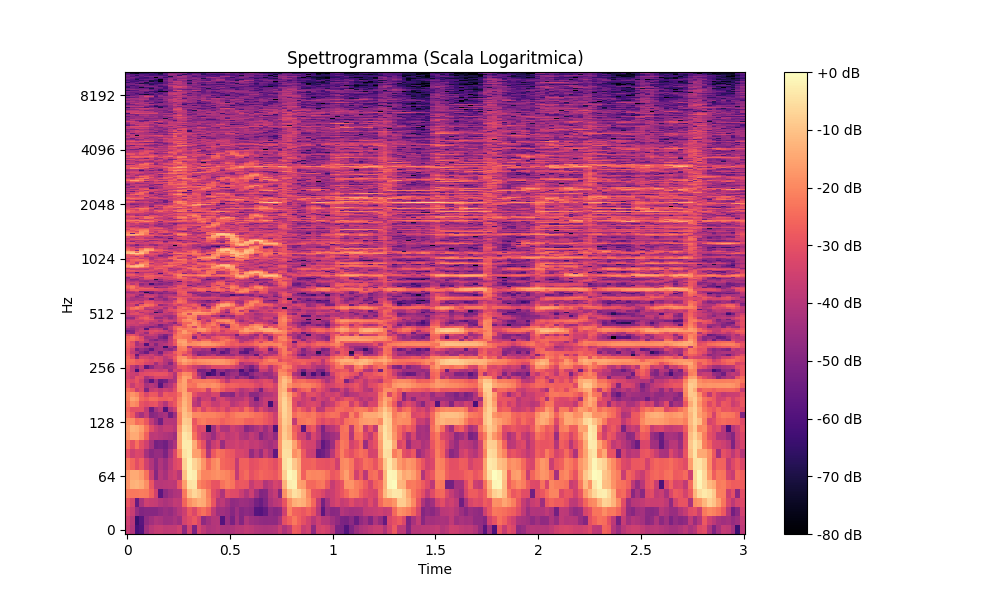 Spettrogramma (Scala Logaritmica)
8192
4096
2048
1024
512
256
128
64
0
Hz
0
0.5
1
1.5
2
2.5
3
Time
+0 dB
-10 dB
-20 dB
-30 dB
-40 dB
-50 dB
-60 dB
-70 dB
-80 dB